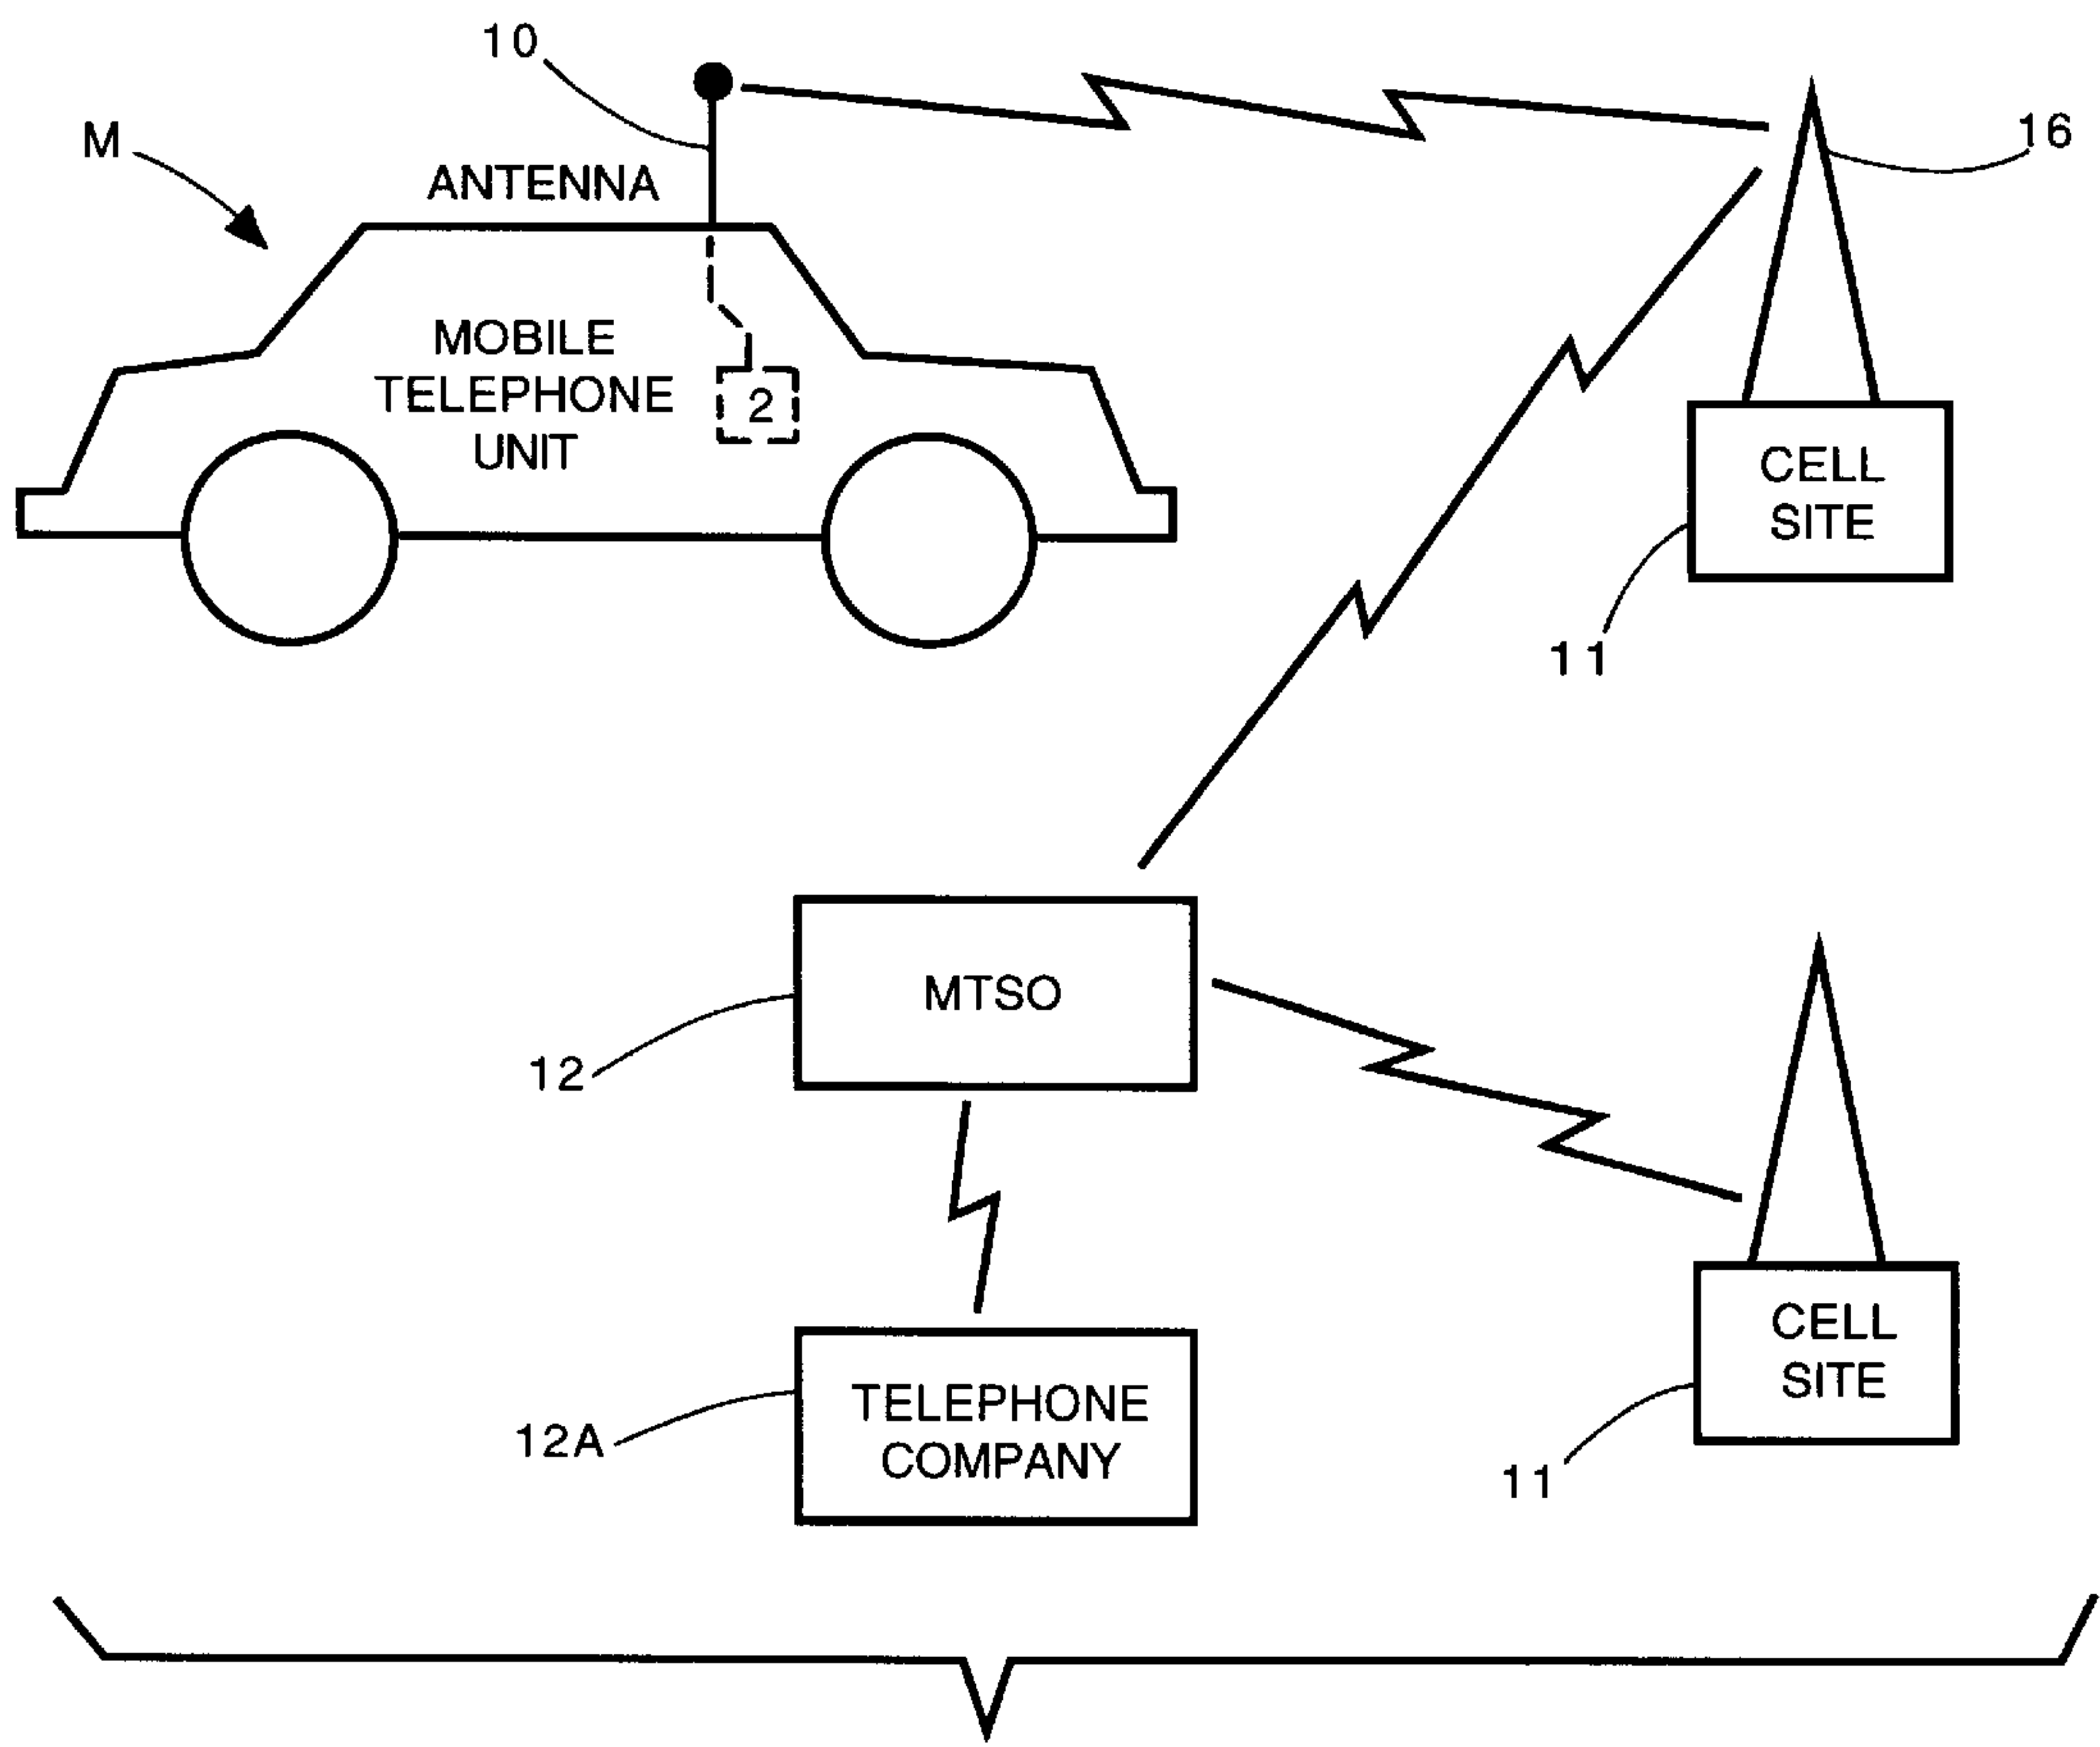 10
M
16
ANTENNA
MOBILE
TELEPHONE
UNIT
2
CELL
SITE
11
MTSO
12
CELL
SITE
TELEPHONE
COMPANY
12A
11